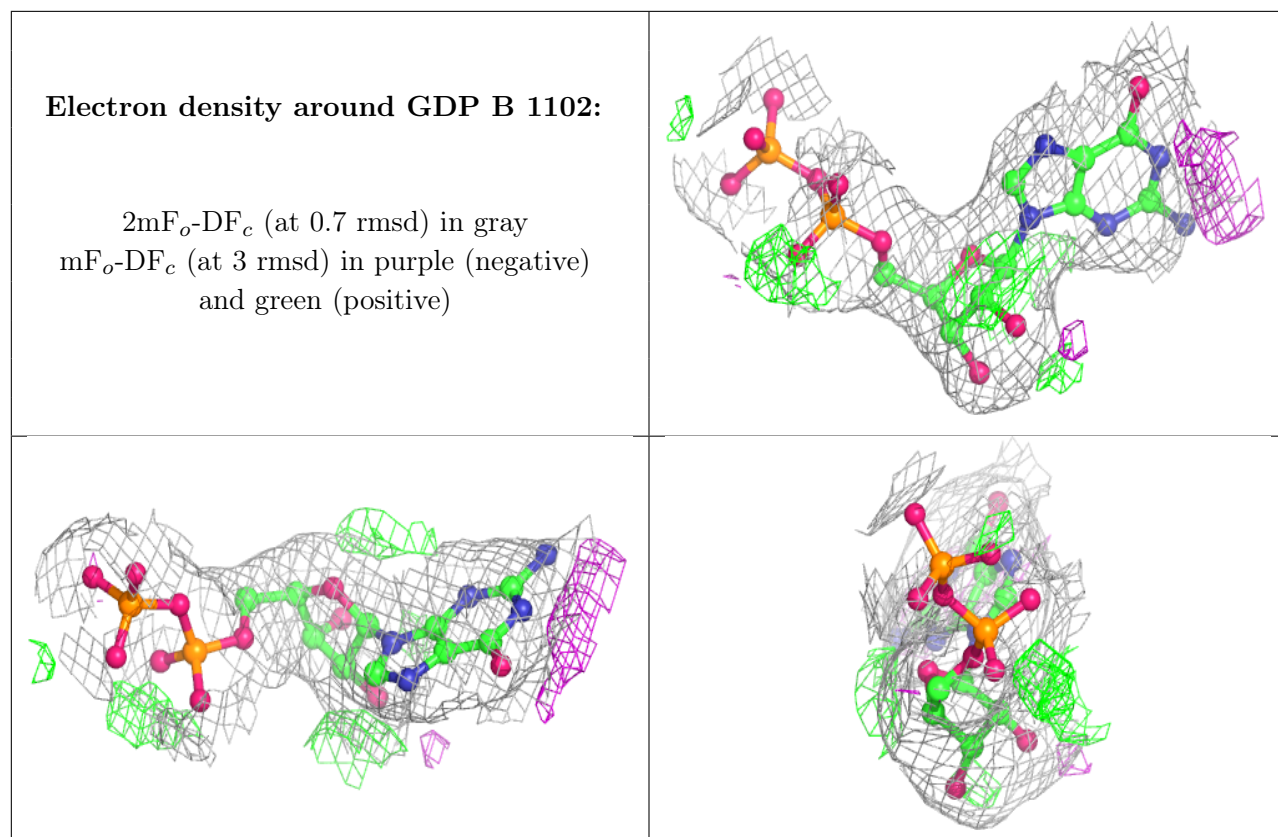 Electron density around GDP B 1102:
2mFo-DFc (at 0.7 rmsd) in gray
mFo-DFc (at 3 rmsd) in purple (negative)
and green (positive)